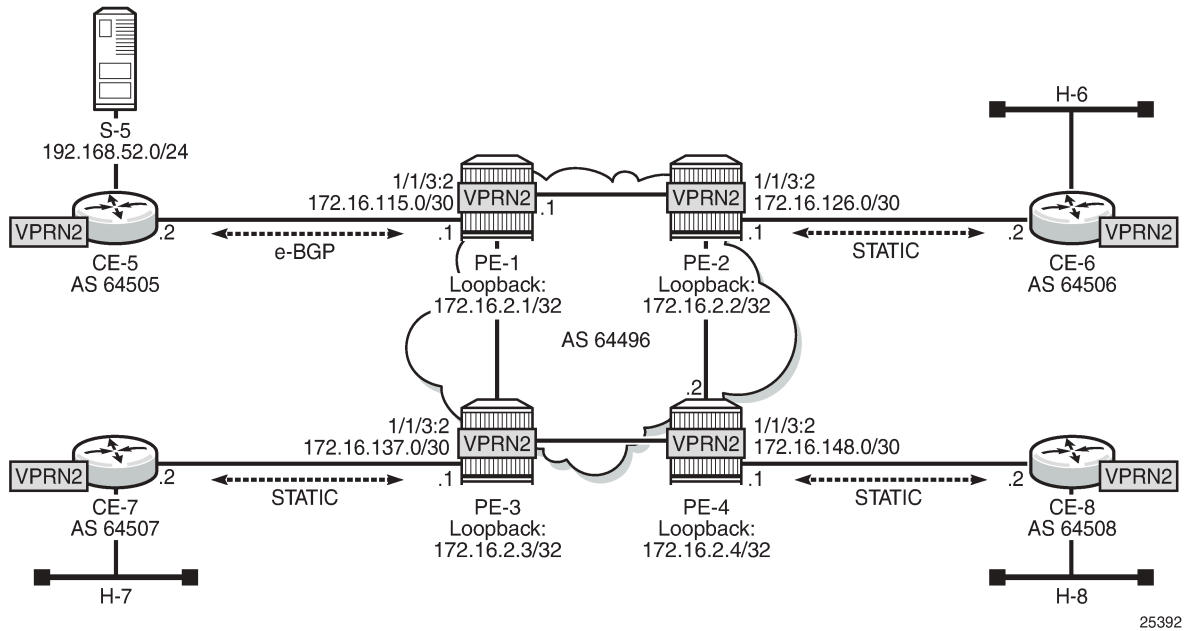 S-5
192.168.52.0/24
H-6
1/1/3:2
172.16.115.0/30
VPRN2
VPRN2
1/1/3:2
172.16.126.0/30
.1
VPRN2
.2
e-BGP
.1
.1
STATIC
.2
VPRN2
CE-5
AS 64505
PE-1
Loopback:
172.16.2.1/32
PE-2
Loopback:
172.16.2.2/32
CE-6
AS 64506
AS 64496
.2
1/1/3:2
172.16.137.0/30
VPRN2
VPRN2
1/1/3:2
172.16.148.0/30
VPRN2
.2
STATIC
.1
.1
STATIC
.2
VPRN2
CE-7
AS 64507
PE-3
Loopback:
172.16.2.3/32
PE-4
Loopback:
172.16.2.4/32
CE-8
AS 64508
H-7
H-8
25392